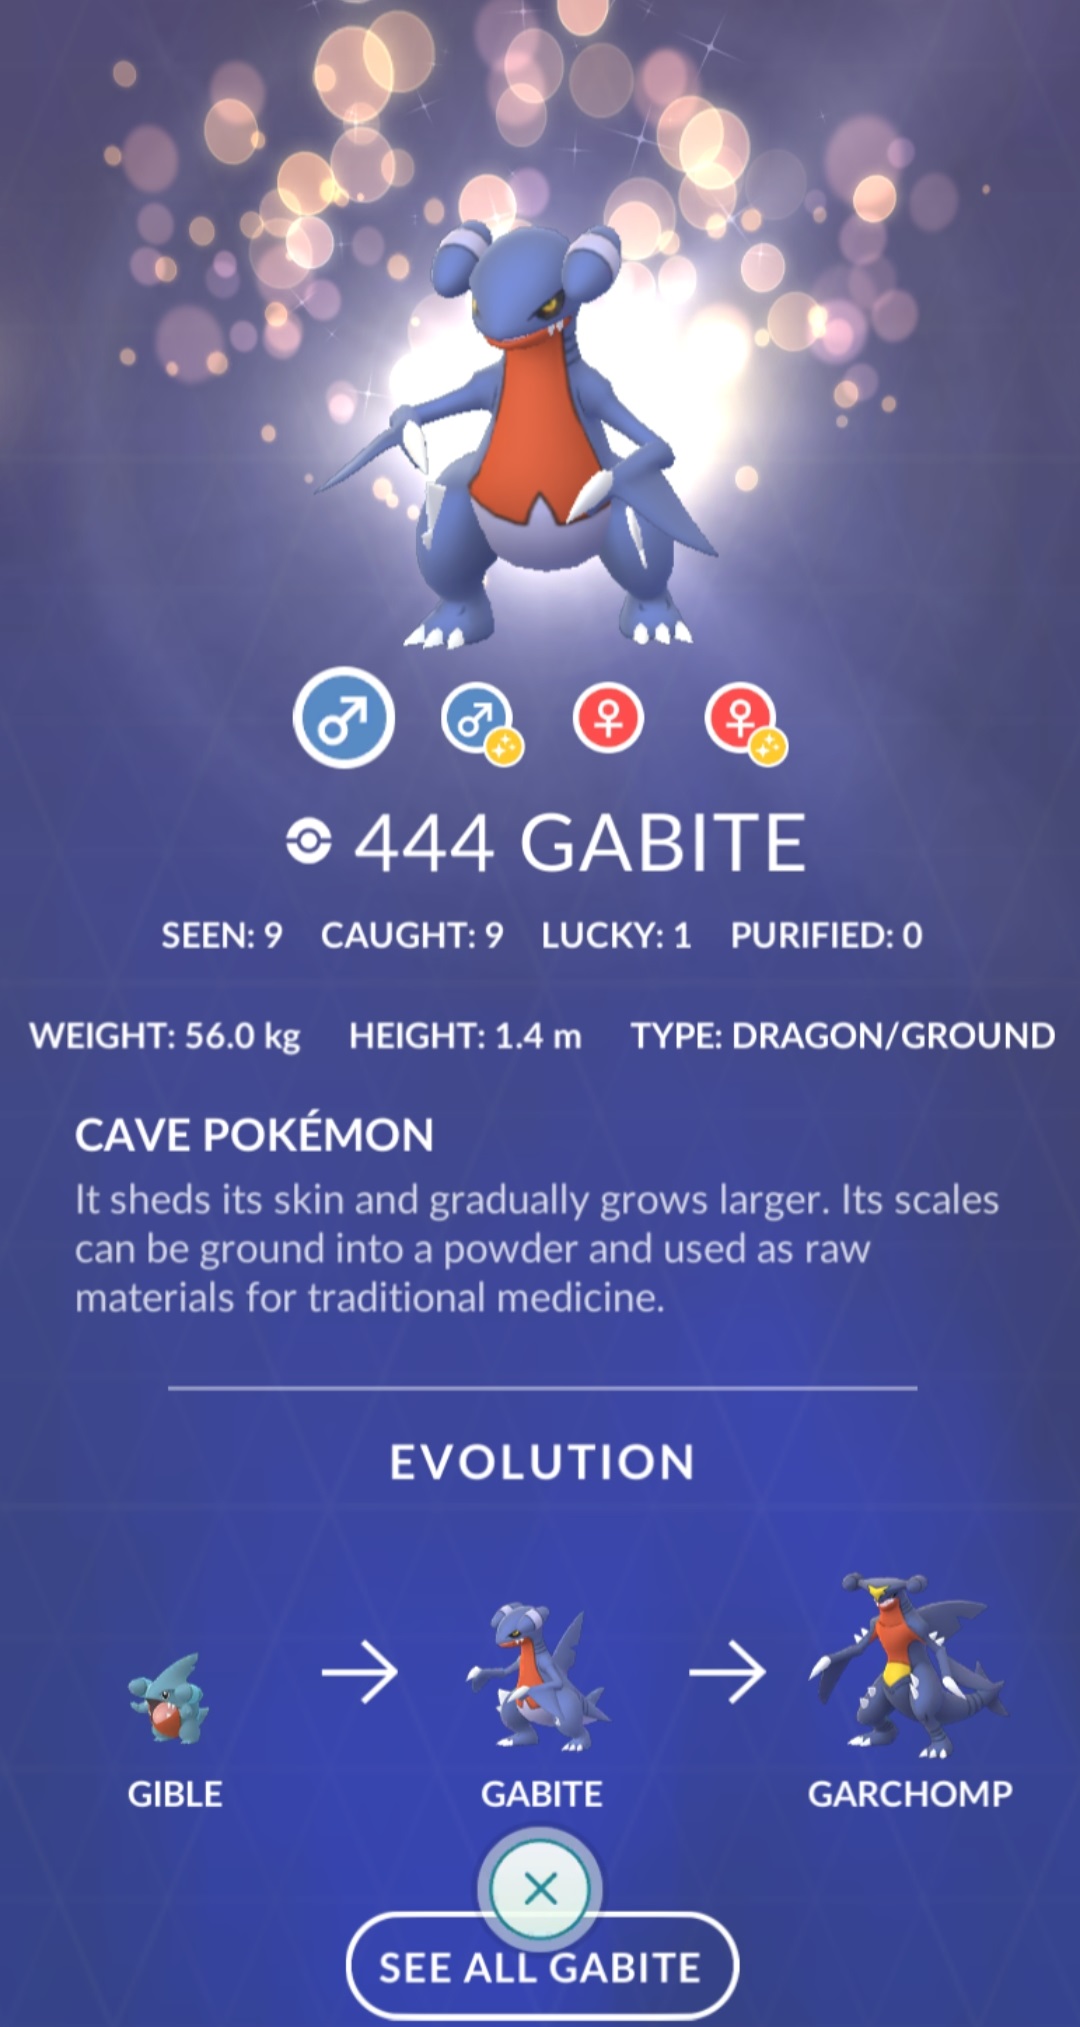 444 GABITE
SEEN: 9 CAUGHT: 9 LUCKY: 1 PURIFIED: 0
WEIGHT: 56.0 kg HEIGHT: 1.4 m TYPE: DRAGON/GROUND
CAVE POKÉMON
It sheds its skin and gradually grows larger. Its scales
can be ground into a powder and used as raw
materials for traditional medicine.
EVOLUTION
GIBLE GABITE GARCHOMP
SEE ALL GABITE